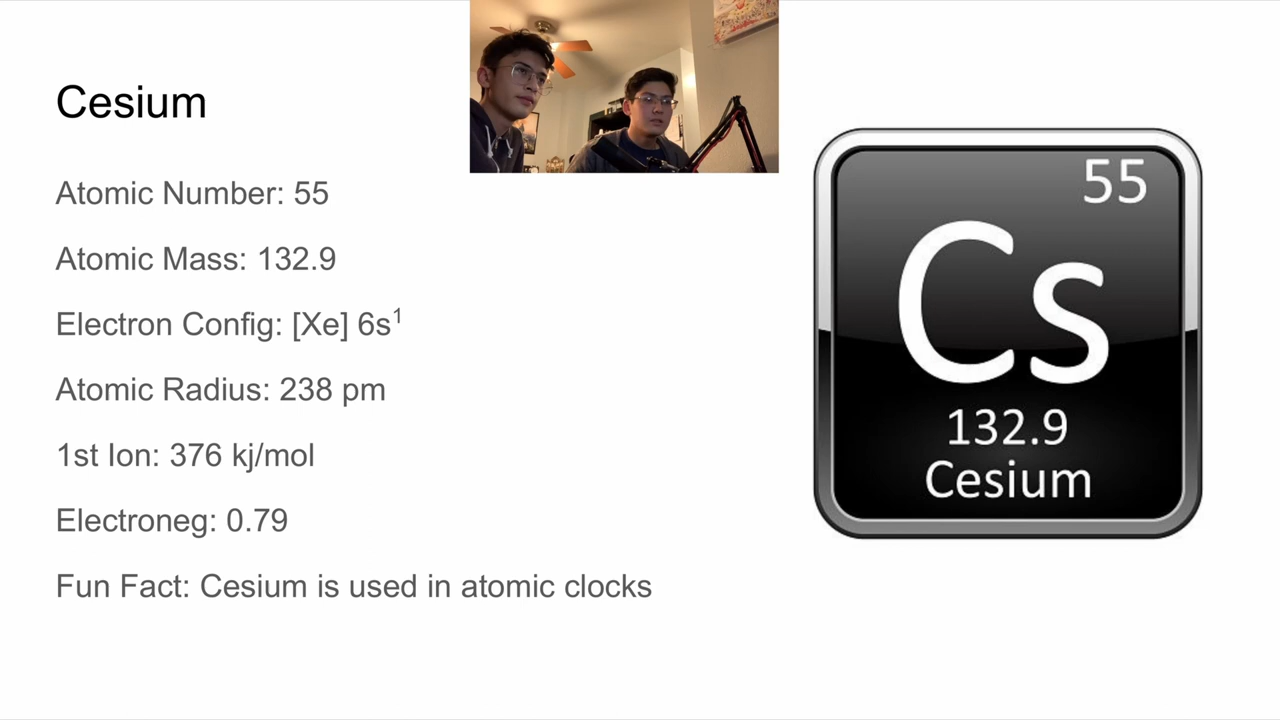 Cesium
Atomic Number: 55
Atomic Mass: 132.9
Electron Config: [Xe] 6s¹
Atomic Radius: 238 pm
1st Ion: 376 kj/mol
Electroneg: 0.79
Fun Fact: Cesium is used in atomic clocks
55
Cs
132.9
Cesium